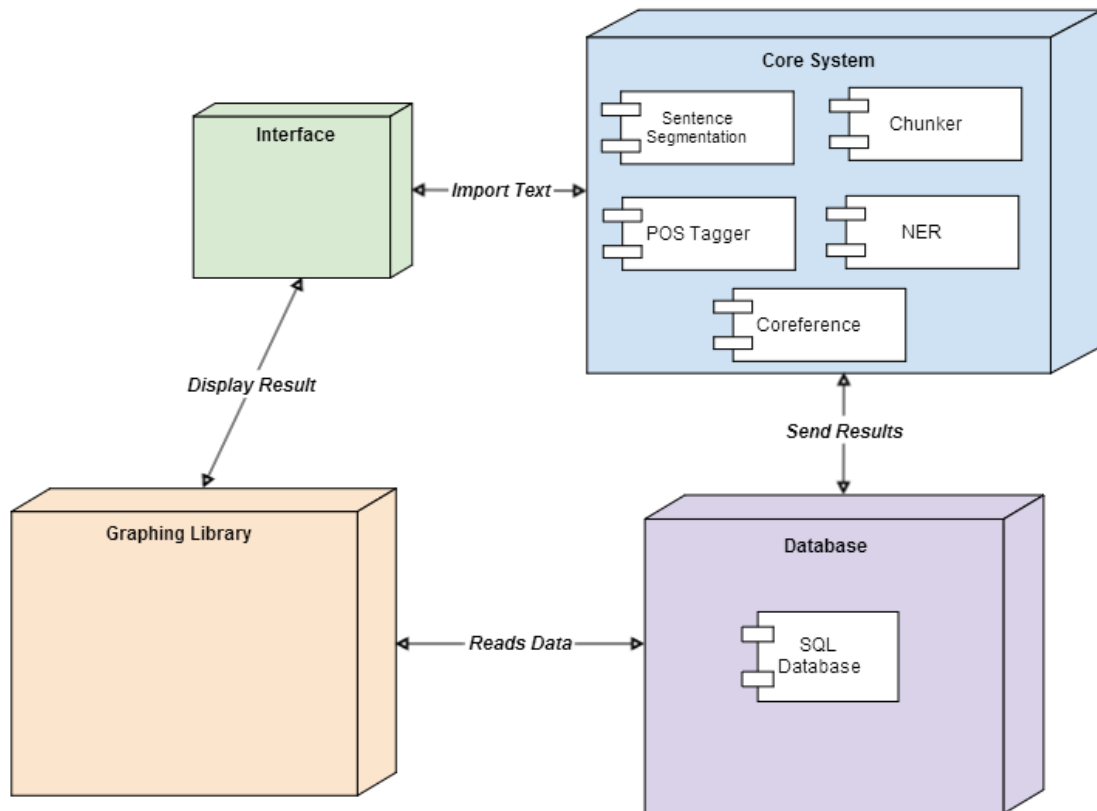 Core System
Sentence
Segmentation
Chunker
Interface
Import Text
POS Tagger
NER
Coreference
Display Result
Send Results
Graphing Library
Database
Reads Data
SQL
Database